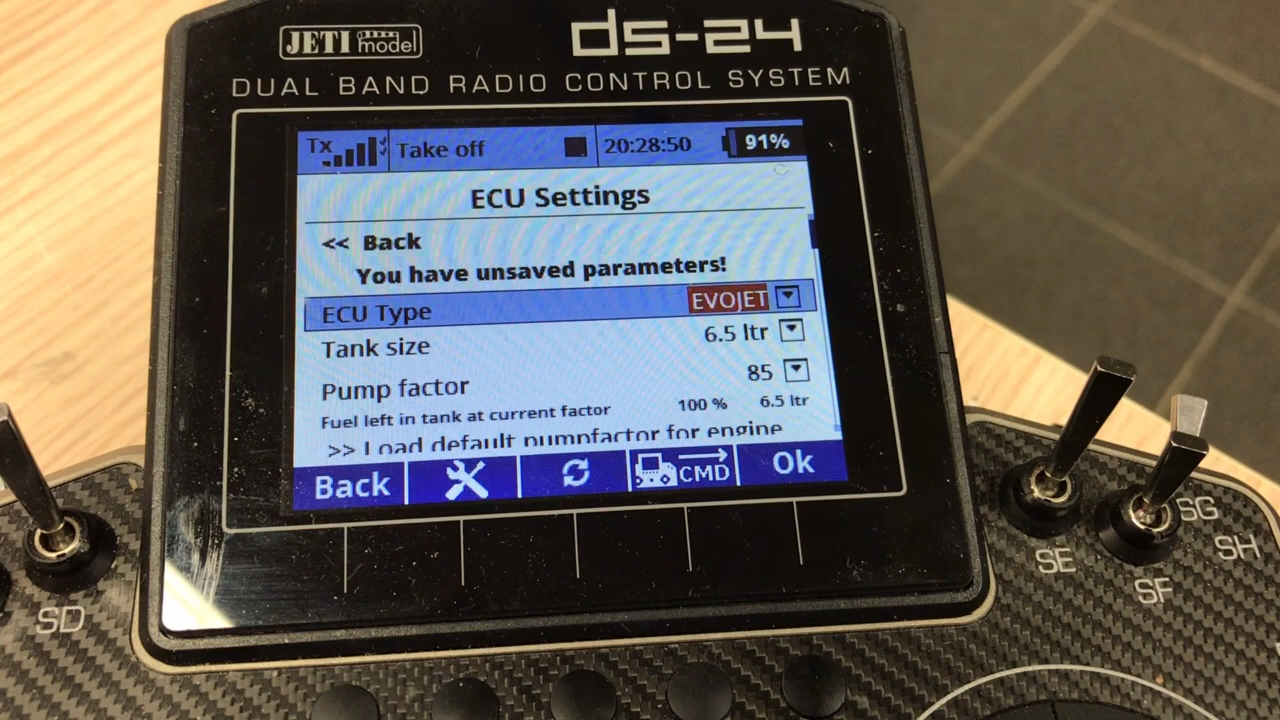 JETI model ds-24
DUAL BAND RADIO CONTROL SYSTEM
Tx Take off 20:28:50 91%
ECU Settings
<< Back
You have unsaved parameters!
ECU Type EVOJET
Tank size 6.5 ltr
Pump factor 85
Fuel left in tank at current factor 100 % 6.5 ltr
>> Load default pumpfactor for engine
Back CMD Ok
SD SE SF SG SH